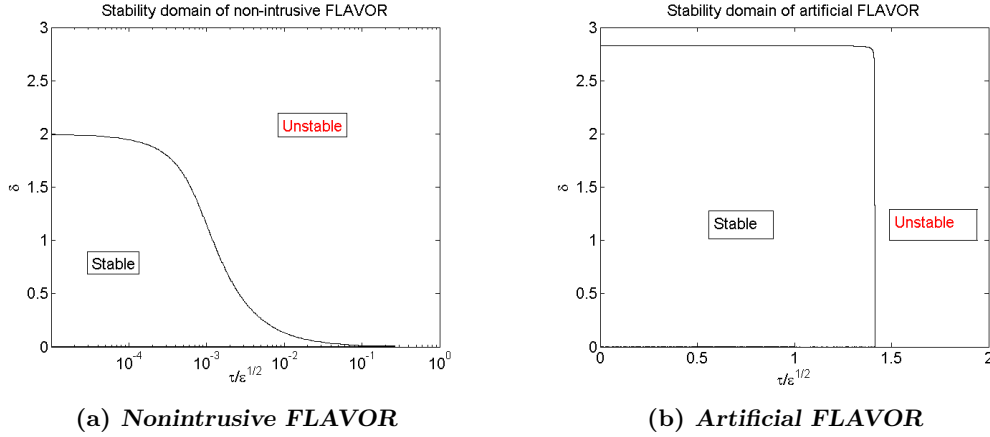 Stability domain of non-intrusive FLAVOR
3
2.5
2
1.5
1
0.5
0
δ
Unstable
Stable
10^-4
10^-3
10^-2
10^-1
10^0
τ/ε^1/2
(a) Nonintrusive FLAVOR
Stability domain of artificial FLAVOR
3
2.5
2
1.5
1
0.5
0
δ
Stable
Unstable
0
0.5
1
1.5
2
τ/ε^1/2
(b) Artificial FLAVOR